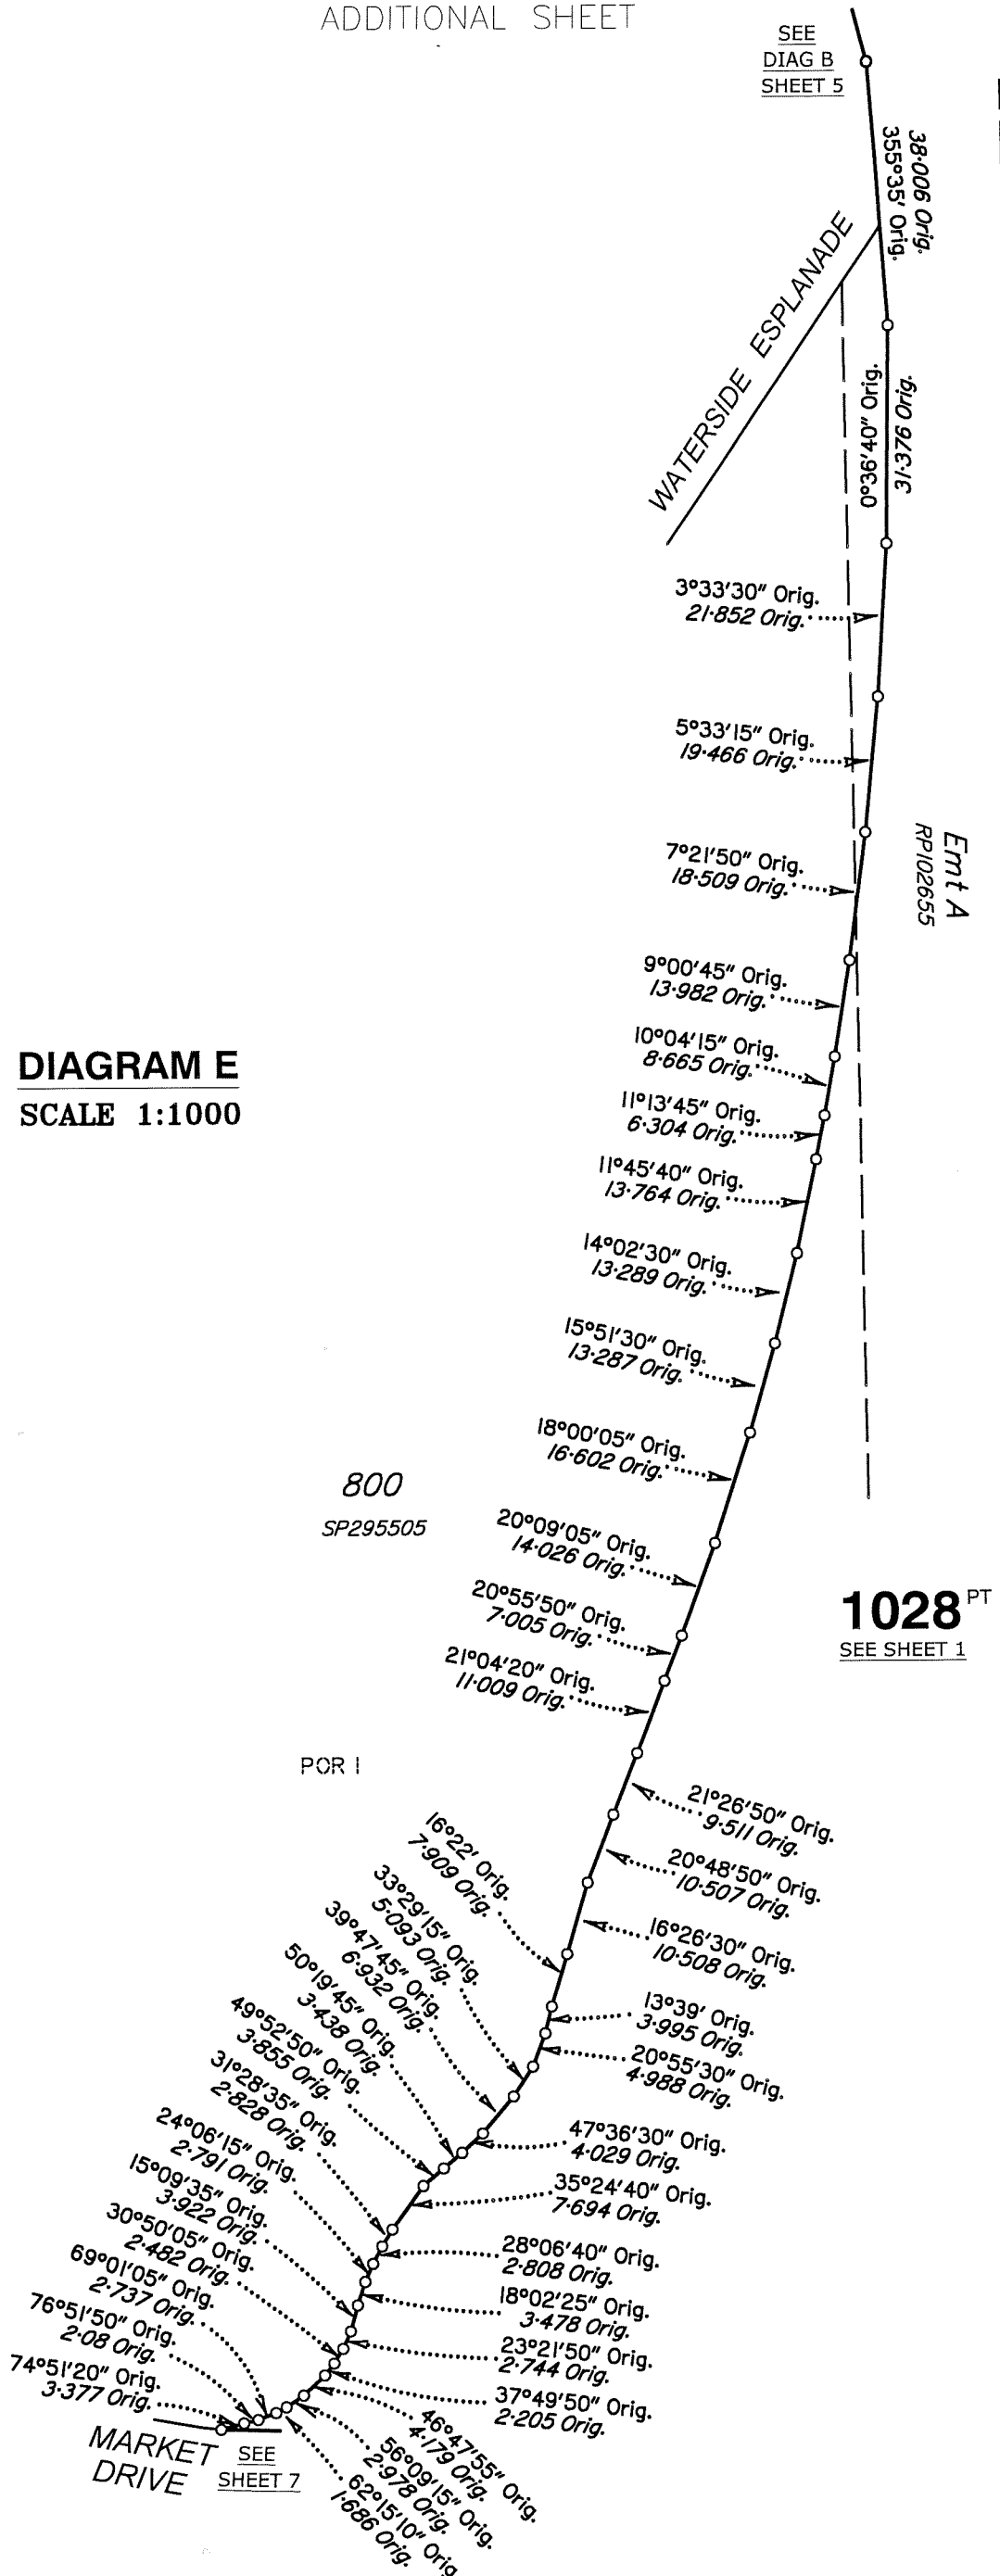 ADDITIONAL SHEET
SEE
DIAG B
SHEET 5
38·006 Orig.
355°35' Orig.
WATERSIDE ESPLANADE
0°36'40" Orig.
31·376 Orig.
3°33'30" Orig.
21·852 Orig.
5°33'15" Orig.
19·466 Orig.
Emt A
RP102655
7°21'50" Orig.
18·509 Orig.
9°00'45" Orig.
13·982 Orig.
DIAGRAM E
SCALE 1:1000
10°04'15" Orig.
8·665 Orig.
11°13'45" Orig.
6·304 Orig.
11°45'40" Orig.
13·764 Orig.
14°02'30" Orig.
13·289 Orig.
15°51'30" Orig.
13·287 Orig.
18°00'05" Orig.
16·602 Orig.
800
SP295505
20°09'05" Orig.
14·026 Orig.
20°55'50" Orig.
7·005 Orig.
1028 PT
SEE SHEET 1
21°04'20" Orig.
11·009 Orig.
POR 1
21°26'50" Orig.
9·511 Orig.
20°48'50" Orig.
10·507 Orig.
16°26'30" Orig.
10·508 Orig.
16°22' Orig.
7·909 Orig.
13°39' Orig.
3·995 Orig.
20°55'30" Orig.
4·988 Orig.
33°29'15" Orig.
5·093 Orig.
39°47'45" Orig.
6·932 Orig.
47°36'30" Orig.
4·029 Orig.
50°19'45" Orig.
3·438 Orig.
49°52'50" Orig.
3·855 Orig.
35°24'40" Orig.
7·694 Orig.
31°28'35" Orig.
2·828 Orig.
28°06'40" Orig.
2·808 Orig.
24°06'15" Orig.
2·791 Orig.
18°02'25" Orig.
3·478 Orig.
15°09'35" Orig.
3·922 Orig.
23°21'50" Orig.
2·744 Orig.
30°50'05" Orig.
2·482 Orig.
37°49'50" Orig.
2·205 Orig.
69°01'05" Orig.
2·737 Orig.
46°47'55" Orig.
4·179 Orig.
76°51'50" Orig.
2·08 Orig.
56°09'15" Orig.
2·978 Orig.
74°51'20" Orig.
3·377 Orig.
62°15'10" Orig.
1·686 Orig.
MARKET
DRIVE
SEE
SHEET 7